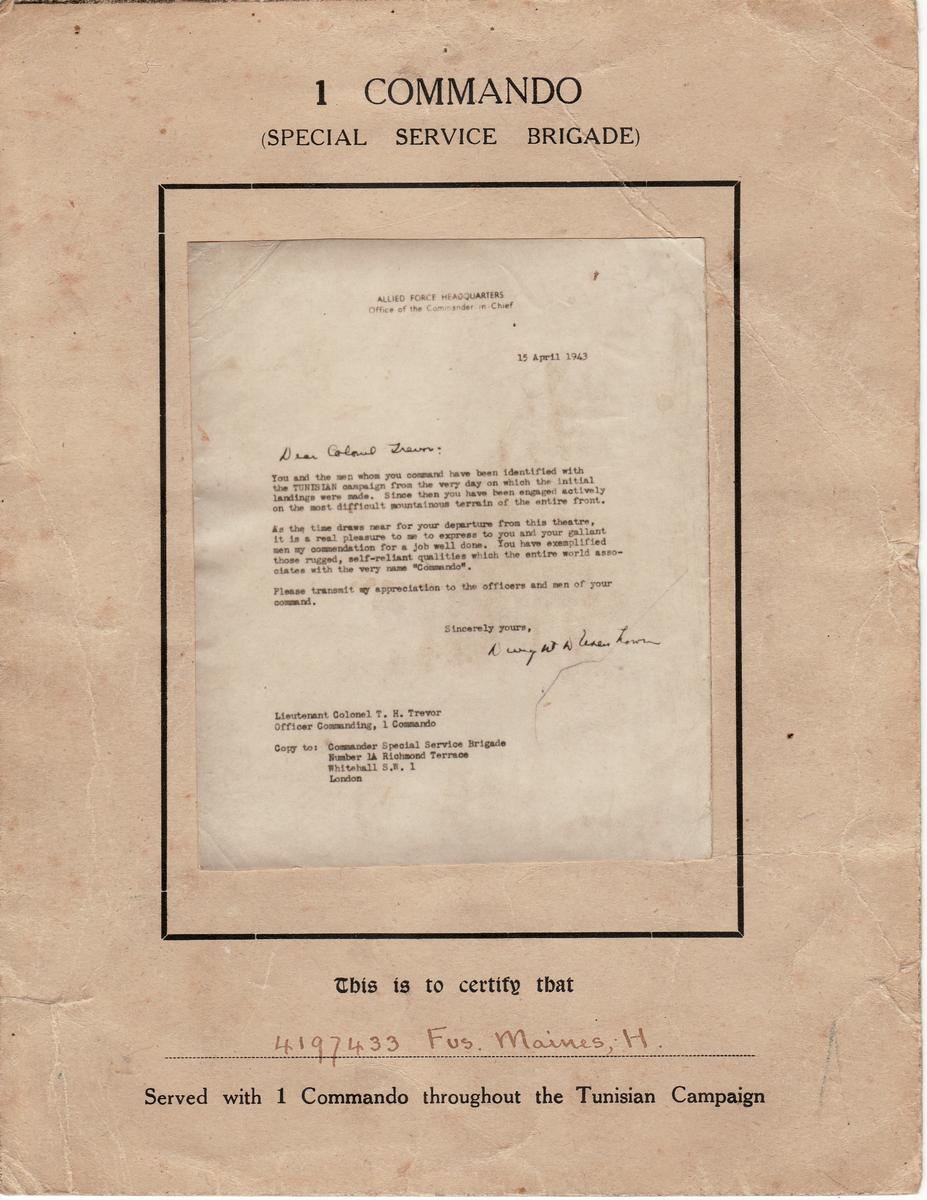 1 COMMANDO
(SPECIAL SERVICE BRIGADE)
ALLIED FORCE HEADQUARTERS
Office of the Commander-in-Chief
15 April 1943
Dear Colonel Trevor:
You and the men whom you command have been identified with
the TUNISIAN campaign from the very day on which the initial
landings were made. Since then you have been engaged actively
on the most difficult mountainous terrain of the entire front.
As the time draws near for your departure from this theatre,
it is a real pleasure to me to express to you and your gallant
men my commendation for a job well done. You have exemplified
those rugged, self-reliant qualities which the entire world asso-
ciates with the very name "Commando".
Please transmit my appreciation to the officers and men of your
command.
Sincerely yours,
Dwight D Eisenhower
Lieutenant Colonel T. H. Trevor
Officer Commanding, 1 Commando
Copy to: Commander Special Service Brigade
Number 1A Richmond Terrace
Whitehall S.W. 1
London
This is to certify that
4197433 Fus. Maines, H.
Served with 1 Commando throughout the Tunisian Campaign